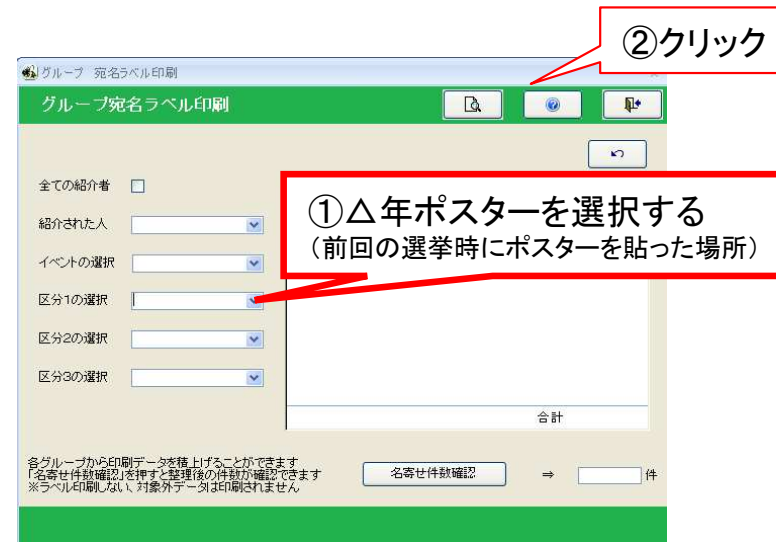 ②クリック
グループ 宛名ラベル印刷
グループ宛名ラベル印刷
全ての紹介者
①△年ポスターを選択する
(前回の選挙時にポスターを貼った場所)
紹介された人
イベントの選択
区分1の選択
区分2の選択
区分3の選択
合計
各グループから印刷データを積上げることができます
「名寄せ件数確認」を押すと整理後の件数が確認できます
※ラベル印刷しない、対象外データは印刷されません
名寄せ件数確認 ⇒ 件